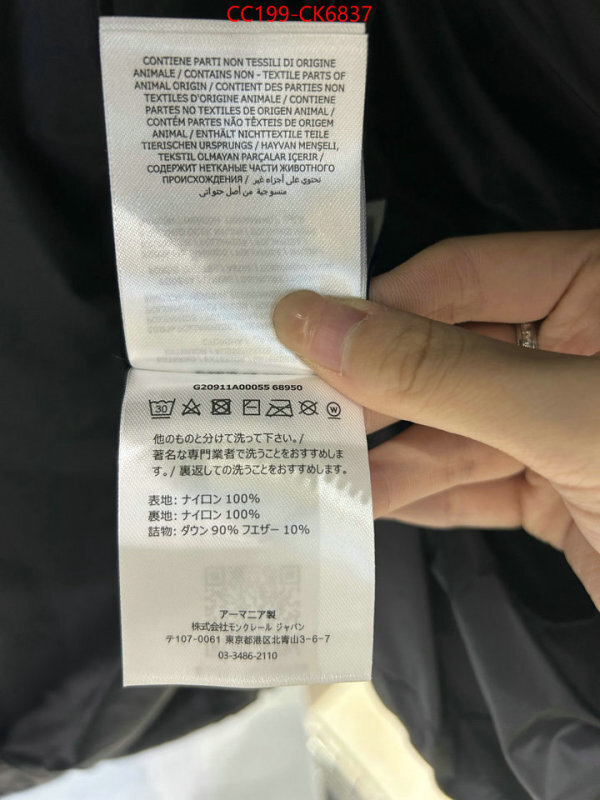 CC199-CK6837
CONTIENE PARTI NON TESSILI DI ORIGINE
ANIMALE / CONTAINS NON - TEXTILE PARTS OF
ANIMAL ORIGIN / CONTIENT DES PARTIES NON
TEXTILES D'ORIGINE ANIMALE / CONTIENE
PARTES NO TEXTILES DE ORIGEN ANIMAL /
CONTÉM PARTES NÃO TÊXTEIS DE ORIGEM
ANIMAL / ENTHÄLT NICHTTEXTILE TEILE
TIERISCHEN URSPRUNGS / HAYVAN MENŞELİ,
TEKSTIL OLMAYAN PARÇALAR IÇERIR /
СОДЕРЖИТ НЕТКАНЫЕ ЧАСТИ ЖИВОТНОГО
ПРОИСХОЖДЕНИЯ / تحتوي على أجزاء غير
منسوجية من أصل حيواني
G20911A00055 68950
30
W
他のものと分けて洗って下さい。/
著名な専門業者で洗うことをおすすめしま
す。/ 裏返しての洗うことをおすすめします。
表地: ナイロン 100%
裏地: ナイロン 100%
詰物: ダウン 90% フエザー 10%
アーマニア製
株式会社モンクレール ジャパン
〒107-0061 東京都港区北青山3-6-7
03-3486-2110